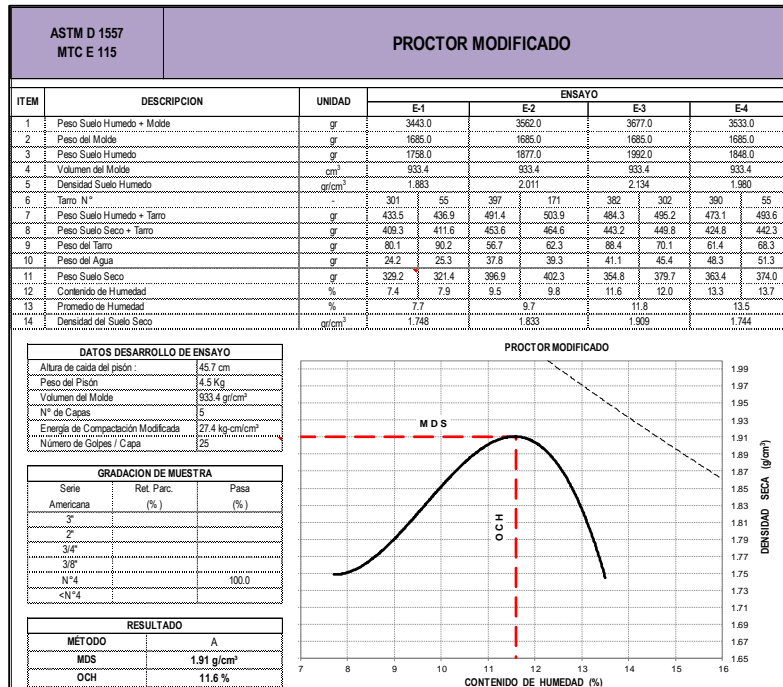 ASTM D 1557
MTC E 115
PROCTOR MODIFICADO
ITEM DESCRIPCION UNIDAD ENSAYO
E-1 E-2 E-3 E-4
1 Peso Suelo Humedo + Molde gr 3443.0 3562.0 3677.0 3533.0
2 Peso del Molde gr 1685.0 1685.0 1685.0 1685.0
3 Peso Suelo Humedo gr 1758.0 1877.0 1992.0 1848.0
4 Volumen del Molde cm³ 933.4 933.4 933.4 933.4
5 Densidad Suelo Humedo gr/cm³ 1.883 2.011 2.134 1.980
6 Tarro N° - 301 55 397 171 382 302 390 55
7 Peso Suelo Humedo + Tarro gr 433.5 436.9 491.4 503.9 484.3 495.2 473.1 493.6
8 Peso Suelo Seco + Tarro gr 409.3 411.6 453.6 464.6 443.2 449.8 424.8 442.3
9 Peso del Tarro gr 80.1 90.2 56.7 62.3 88.4 70.1 61.4 68.3
10 Peso del Agua gr 24.2 25.3 37.8 39.3 41.1 45.4 48.3 51.3
11 Peso Suelo Seco gr 329.2 321.4 396.9 402.3 354.8 379.7 363.4 374.0
12 Contenido de Humedad % 7.4 7.9 9.5 9.8 11.6 12.0 13.3 13.7
13 Promedio de Humedad % 7.7 9.7 11.8 13.5
14 Densidad del Suelo Seco gr/cm³ 1.748 1.833 1.909 1.744
DATOS DESARROLLO DE ENSAYO
Altura de caida del pisón : 45.7 cm
Peso del Pisón 4.5 Kg
Volumen del Molde 933.4 gr/cm³
N° de Capas 5
Energía de Compactación Modificada 27.4 kg-cm/cm³
Número de Golpes / Capa 25
GRADACION DE MUESTRA
Serie Ret. Parc. Pasa
Americana (% ) (% )
3"
2"
3/4"
3/8"
N°4 100.0
<N°4
RESULTADO
MÉTODO A
MDS 1.91 g/cm³
OCH 11.6 %
PROCTOR MODIFICADO
M D S
O C H
1.99
1.97
1.95
1.93
1.91
1.89
1.87
1.85
1.83
1.81
1.79
1.77
1.75
1.73
1.71
1.69
1.67
1.65
DENSIDAD SECA (g/cm³)
7 8 9 10 11 12 13 14 15 16
CONTENIDO DE HUMEDAD (%)